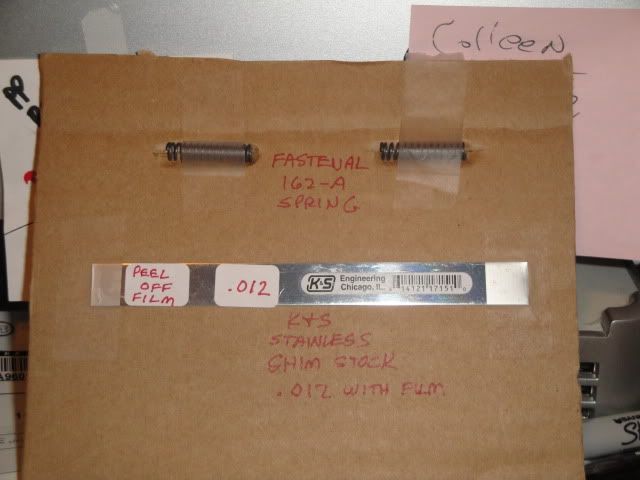 Colleen
FASTENAL
162-A
SPRING
PEEL
OFF
FILM
.012
K&S Engineering
Chicago, IL.
K&S
STAINLESS
SHIM STOCK
.012 WITH FILM